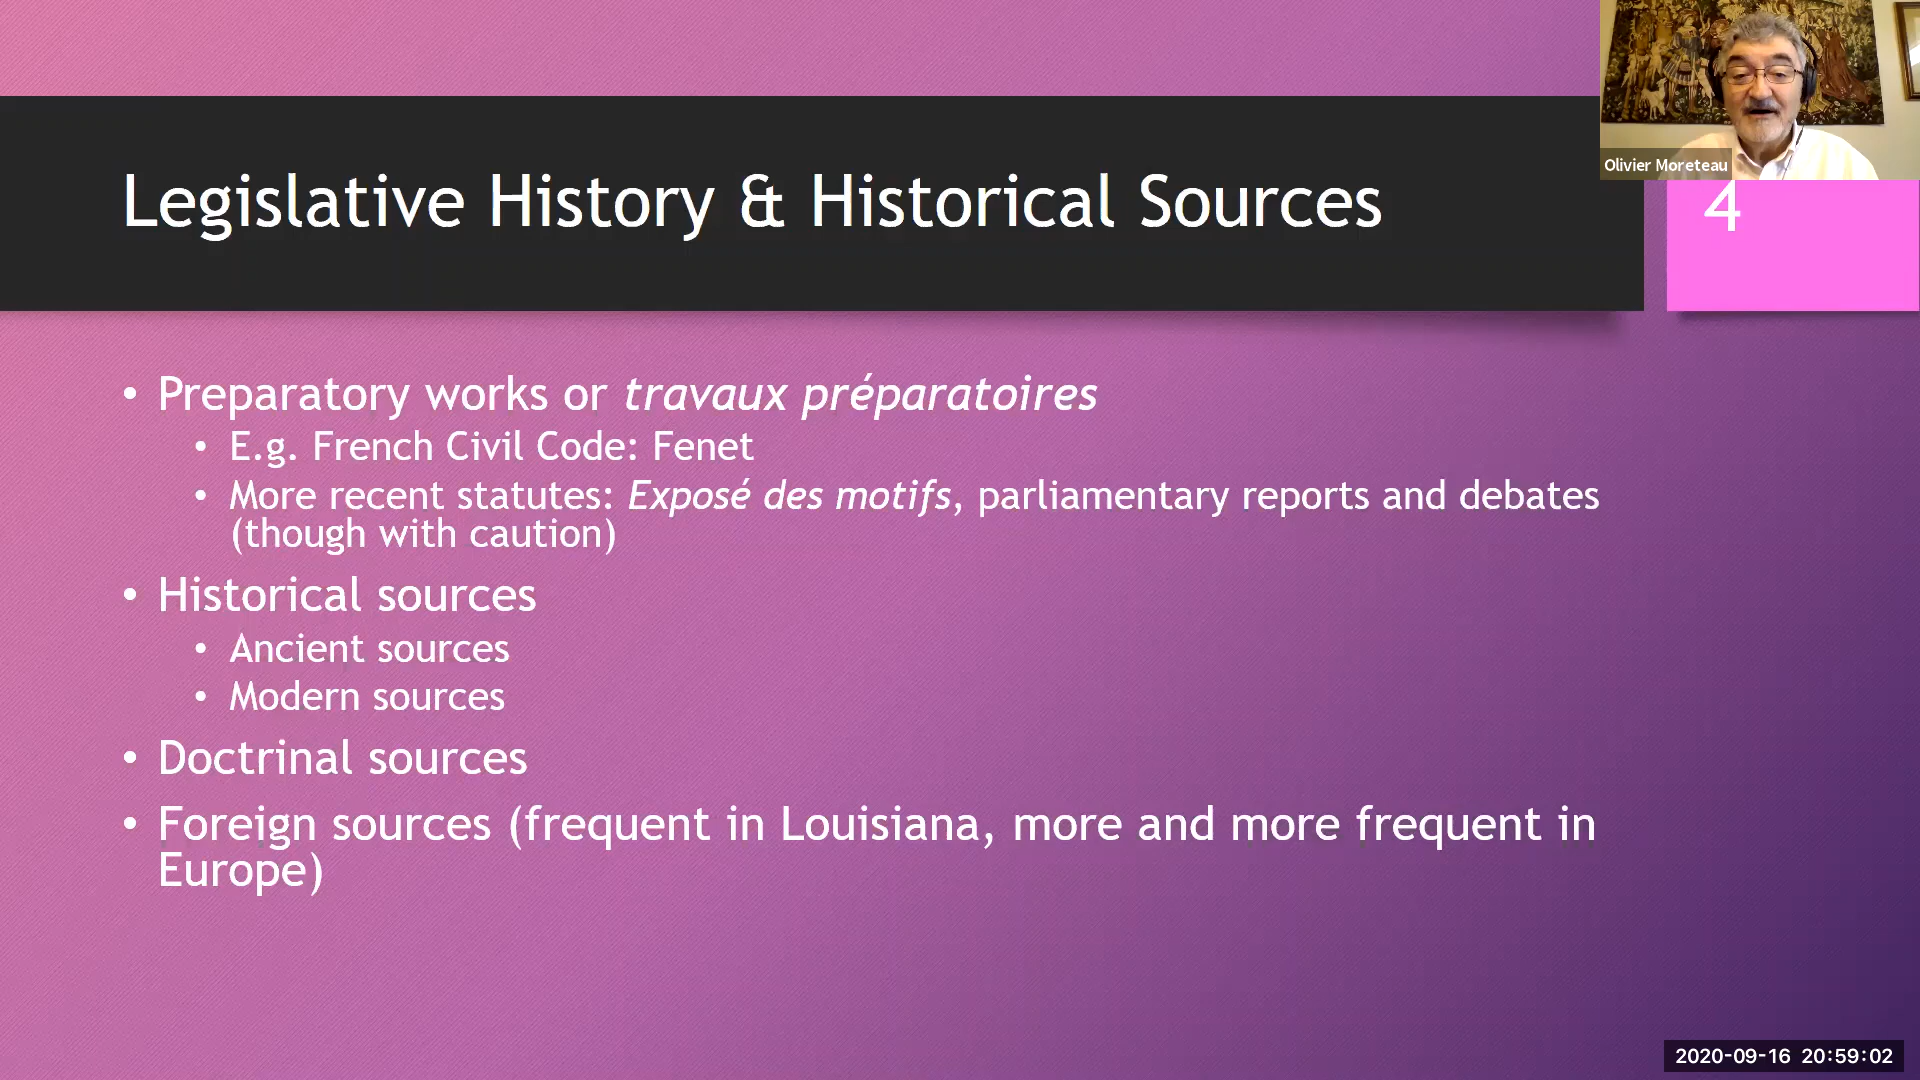 Olivier Moreteau
Legislative History & Historical Sources
4
• Preparatory works or travaux préparatoires
• E.g. French Civil Code: Fenet
• More recent statutes: Exposé des motifs, parliamentary reports and debates
(though with caution)
• Historical sources
• Ancient sources
• Modern sources
• Doctrinal sources
• Foreign sources (frequent in Louisiana, more and more frequent in
Europe)
2020-09-16 20:59:02